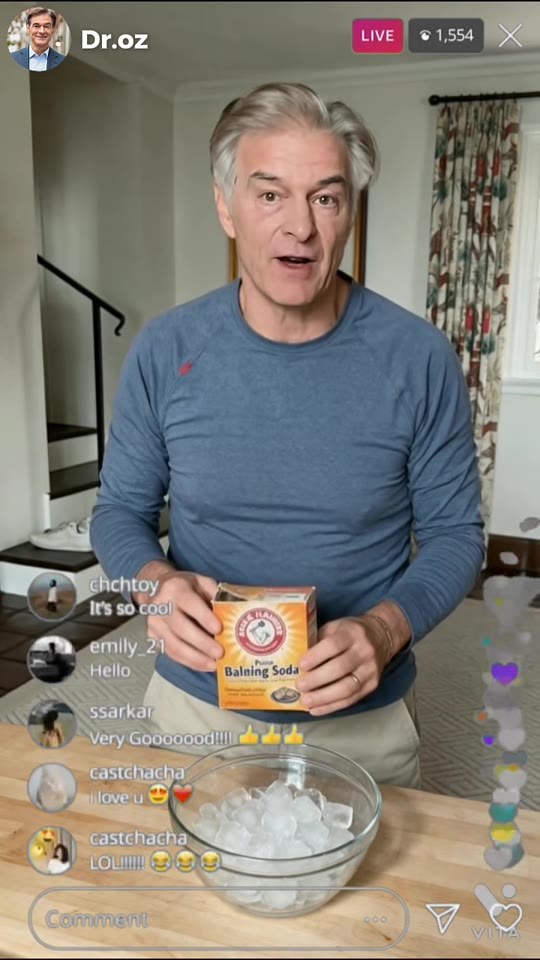 Dr.oz
LIVE
1,554
Balning Soda
chchtoy
It's so cool
emily_21
Hello
ssarkar
Very Gooooood!!!! 👍👍👍
castchacha
i love u 😍❤️
castchacha
LOL!!!!! 😂😂😂
Comment
VITA